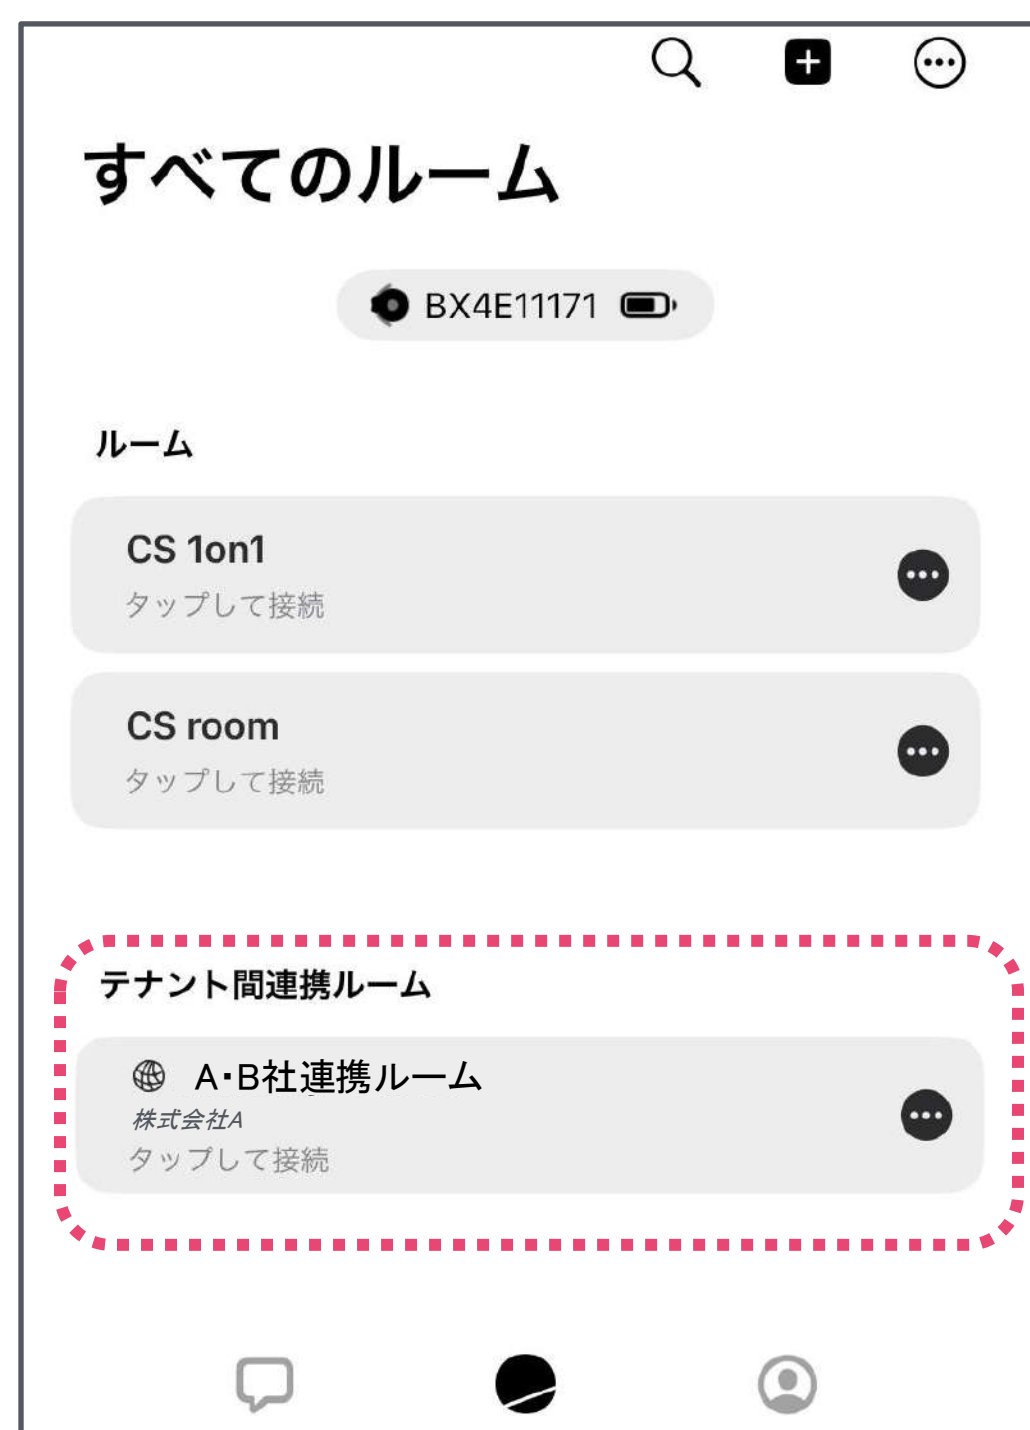 すべてのルーム
BX4E11171
ルーム
CS 1on1
タップして接続
CS room
タップして接続
テナント間連携ルーム
A・B社連携ルーム
株式会社A
タップして接続